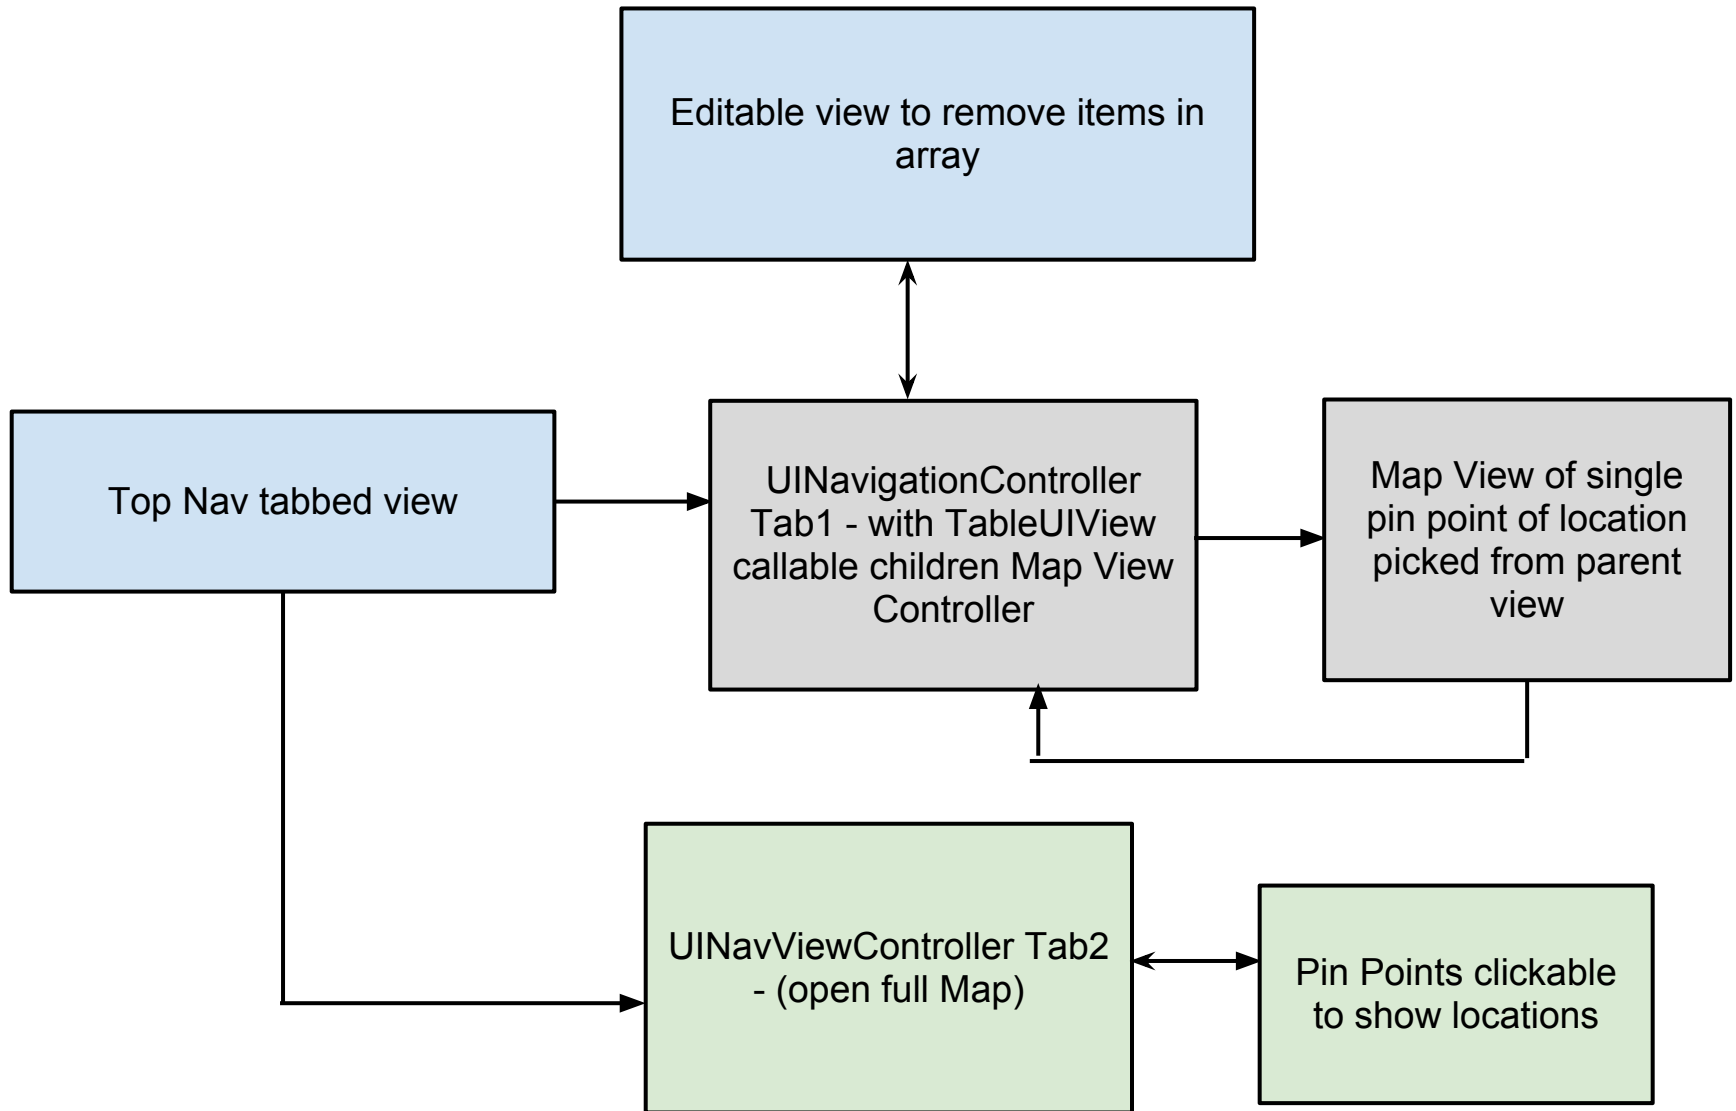 Editable view to remove items in
array
Top Nav tabbed view
UINavigationController
Tab1 - with TableUIView
callable children Map View
Controller
Map View of single
pin point of location
picked from parent
view
UINavViewController Tab2
- (open full Map)
Pin Points clickable
to show locations